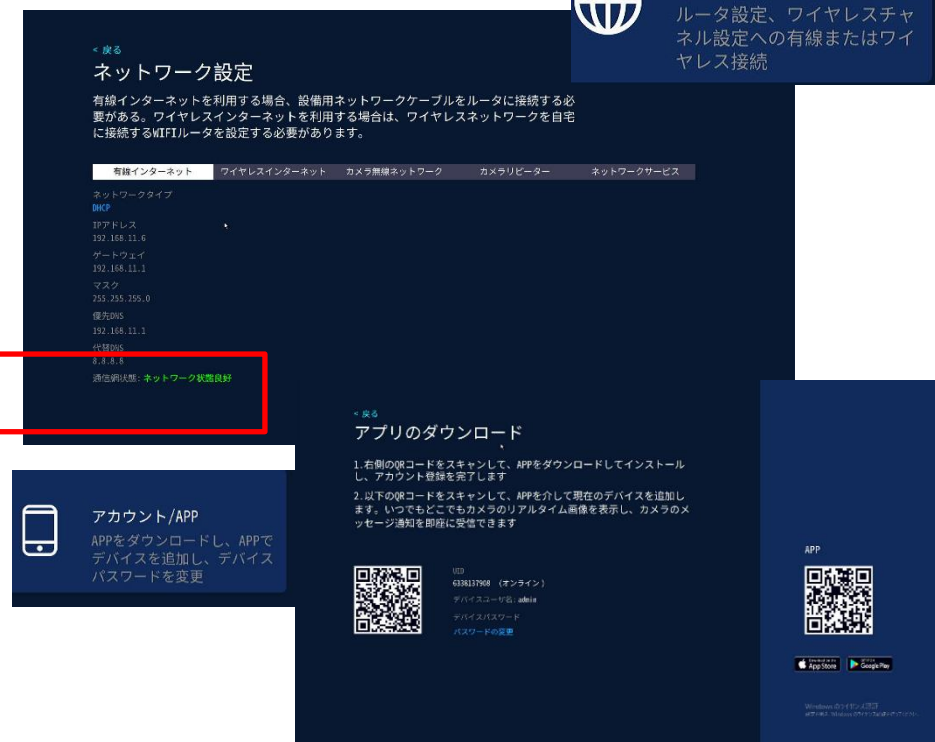 ルータ設定、ワイヤレスチャ
ネル設定への有線またはワイ
ヤレス接続
< 戻る
ネットワーク設定
有線インターネットを利用する場合、設備用ネットワークケーブルをルータに接続する必
要がある。ワイヤレスインターネットを利用する場合は、ワイヤレスネットワークを自宅
に接続するWIFIルータを設定する必要があります。
有線インターネット ワイヤレスインターネット カメラ無線ネットワーク カメラリピーター ネットワークサービス
ネットワークタイプ
DHCP
IPアドレス
192.168.11.6
ゲートウェイ
192.168.11.1
マスク
255.255.255.0
優先DNS
192.168.11.1
代替DNS
8.8.8.8
通信網状態: ネットワーク状態良好
アカウント/APP
APPをダウンロードし、APPで
デバイスを追加し、デバイス
パスワードを変更
< 戻る
アプリのダウンロード
1.右側のQRコードをスキャンして、APPをダウンロードしてインストール
し、アカウント登録を完了します
2.以下のQRコードをスキャンして、APPを介して現在のデバイスを追加し
ます。いつでもどこでもカメラのリアルタイム画像を表示し、カメラのメ
ッセージ通知を即座に受信できます
UID
6338137908 (オンライン)
デバイスユーザ名: admin
デバイスパスワード
パスワードの変更
APP
App Store
Google Play
Windowsのライセンス認証